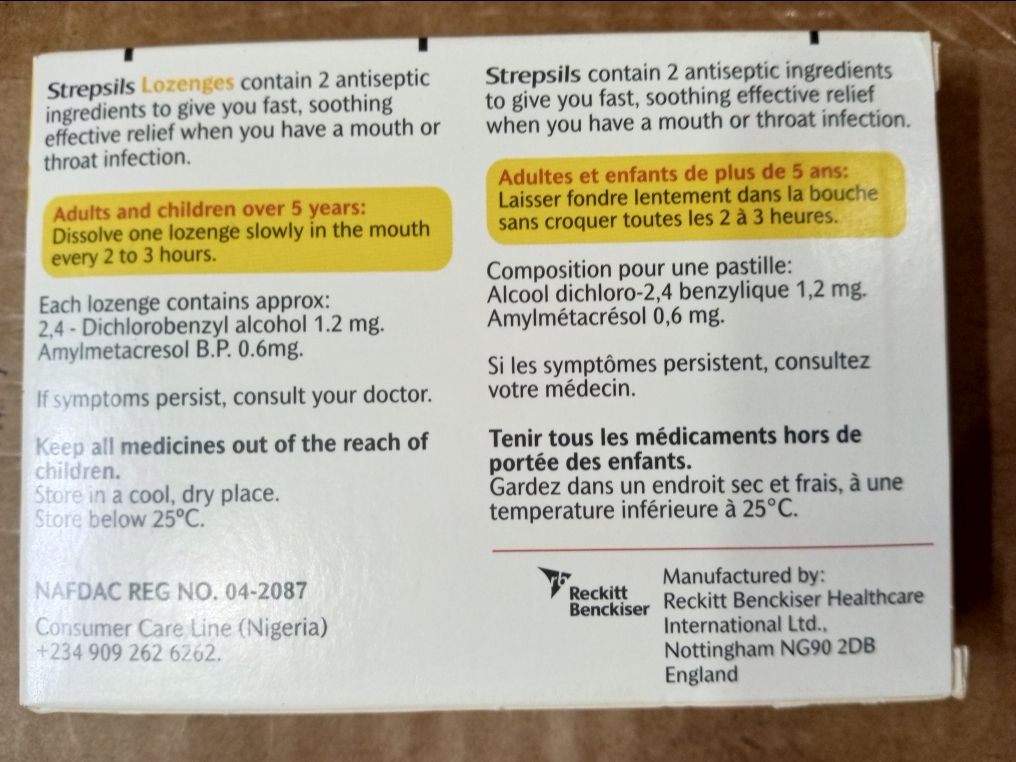 Strepsils Lozenges contain 2 antiseptic
ingredients to give you fast, soothing
effective relief when you have a mouth or
throat infection.
Adults and children over 5 years:
Dissolve one lozenge slowly in the mouth
every 2 to 3 hours.
Each lozenge contains approx:
2,4 - Dichlorobenzyl alcohol 1.2 mg.
Amylmetacresol B.P. 0.6mg.
If symptoms persist, consult your doctor.
Keep all medicines out of the reach of
children.
Store in a cool, dry place.
Store below 25ºC.
NAFDAC REG NO. 04-2087
Consumer Care Line (Nigeria)
+234 909 262 6262.
Strepsils contain 2 antiseptic ingredients
to give you fast, soothing effective relief
when you have a mouth or throat infection.
Adultes et enfants de plus de 5 ans:
Laisser fondre lentement dans la bouche
sans croquer toutes les 2 à 3 heures.
Composition pour une pastille:
Alcool dichloro-2,4 benzylique 1,2 mg.
Amylmétacrésol 0,6 mg.
Si les symptômes persistent, consultez
votre médecin.
Tenir tous les médicaments hors de
portée des enfants.
Gardez dans un endroit sec et frais, à une
temperature inférieure à 25°C.
rb
Reckitt
Benckiser
Manufactured by:
Reckitt Benckiser Healthcare
International Ltd.,
Nottingham NG90 2DB
England